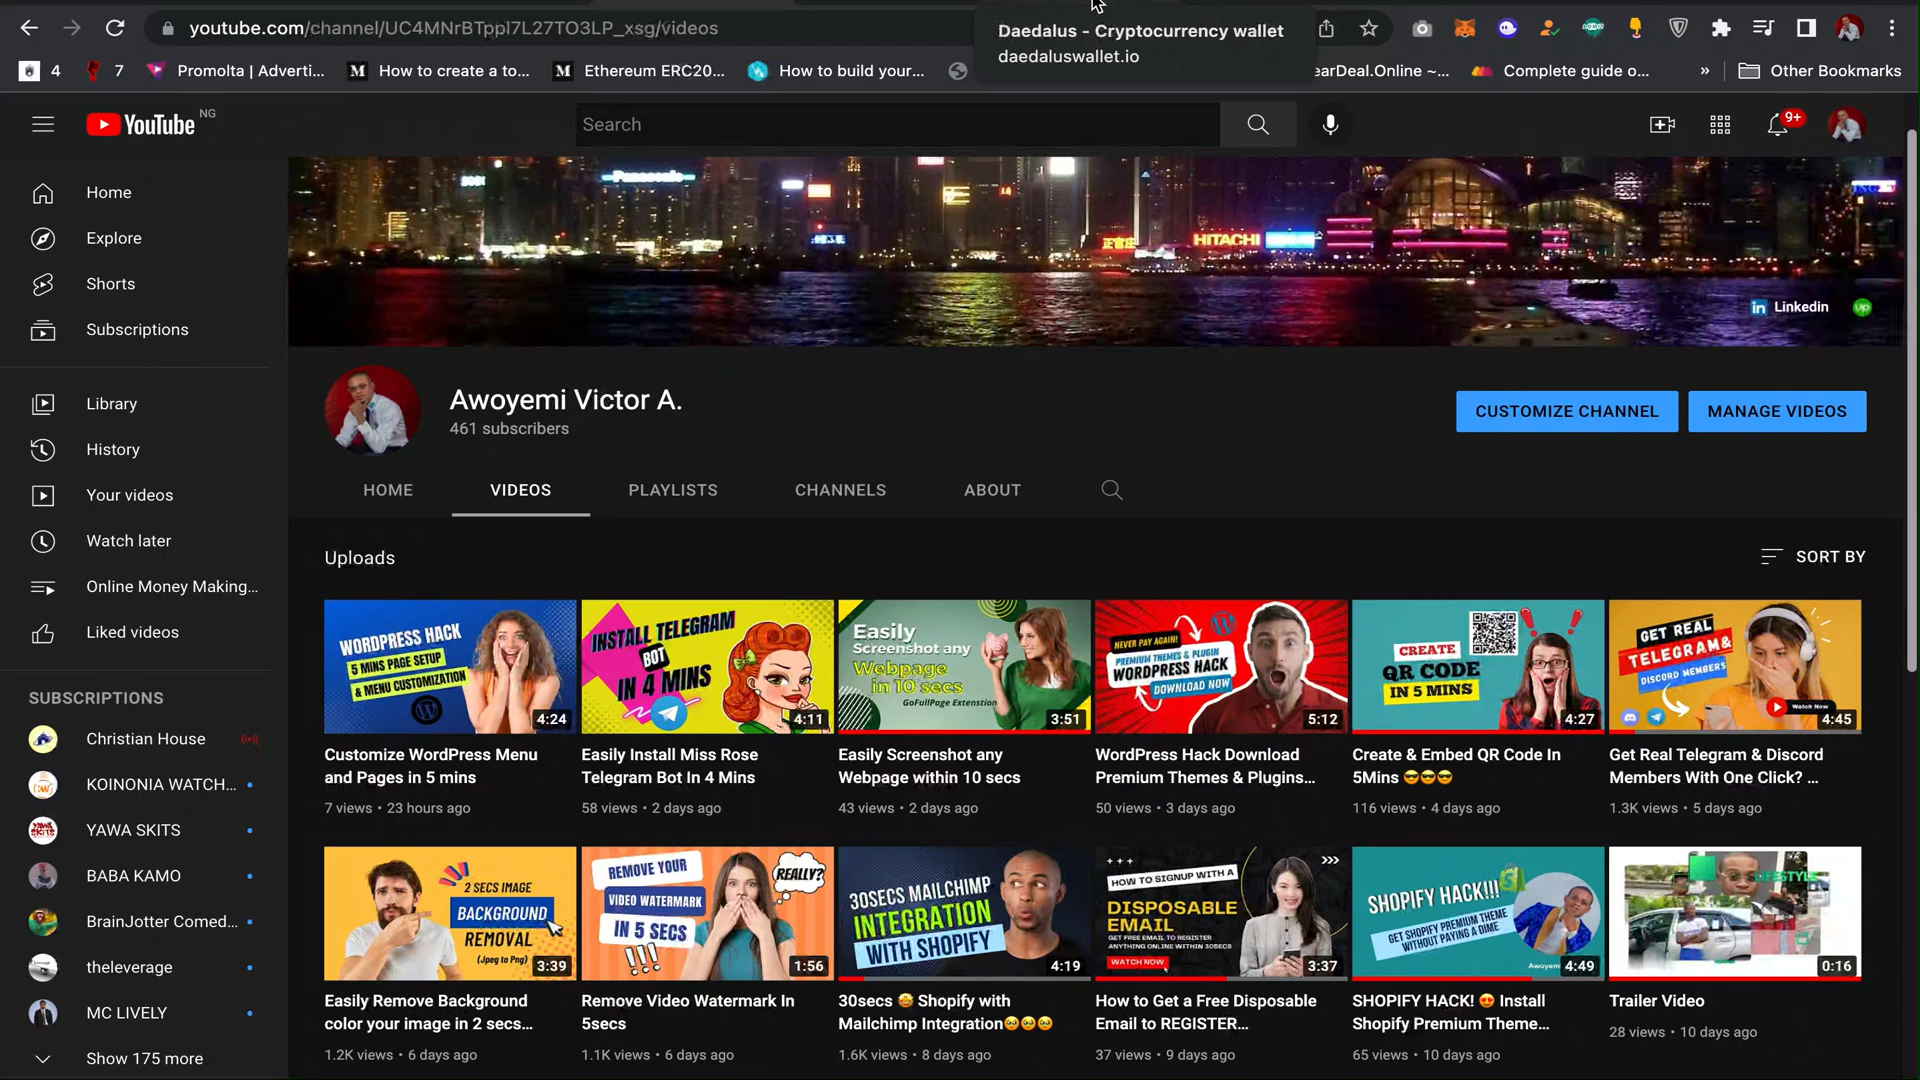 youtube.com/channel/UC4MNrBTppI7L27TO3LP_xsg/videos
Daedalus - Cryptocurrency wallet
daedaluswallet.io
4
7
Promolta | Adverti...
How to create a to...
Ethereum ERC20...
How to build your...
earDeal.Online ~...
Complete guide o...
»
Other Bookmarks
YouTube
NG
Search
9+
Home
Explore
Shorts
Subscriptions
Library
History
Your videos
Watch later
Online Money Making...
Liked videos
SUBSCRIPTIONS
Christian House
KOINONIA WATCH...
YAWA SKITS
BABA KAMO
BrainJotter Comed...
theleverage
MC LIVELY
Show 175 more
Panasonic
HITACHI
Linkedin
up
Awoyemi Victor A.
461 subscribers
CUSTOMIZE CHANNEL
MANAGE VIDEOS
HOME
VIDEOS
PLAYLISTS
CHANNELS
ABOUT
Uploads
SORT BY
WORDPRESS HACK
5 MINS PAGE SETUP
& MENU CUSTOMIZATION
4:24
Customize WordPress Menu
and Pages in 5 mins
7 views • 23 hours ago
INSTALL TELEGRAM
BOT
IN 4 MINS
4:11
Easily Install Miss Rose
Telegram Bot In 4 Mins
58 views • 2 days ago
Easily
Screenshot any
Webpage
in 10 secs
GoFullPage Extenstion
3:51
Easily Screenshot any
Webpage within 10 secs
43 views • 2 days ago
NEVER PAY AGAIN!
PREMIUM THEMES & PLUGIN
WORDPRESS HACK
DOWNLOAD NOW
5:12
WordPress Hack Download
Premium Themes & Plugins...
50 views • 3 days ago
CREATE
QR CODE
IN 5 MINS
4:27
Create & Embed QR Code In
5Mins 😎😎😎
116 views • 4 days ago
GET REAL
TELEGRAM&
DISCORD MEMBERS
Watch Now
4:45
Get Real Telegram & Discord
Members With One Click? ...
1.3K views • 5 days ago
2 SECS IMAGE
BACKGROUND
REMOVAL
(Jpeg to Png)
3:39
Easily Remove Background
color your image in 2 secs...
1.2K views • 6 days ago
REMOVE YOUR
VIDEO WATERMARK
IN 5 SECS
!!!
REALLY?
1:56
Remove Video Watermark In
5secs
1.1K views • 6 days ago
30SECS MAILCHIMP
INTEGRATION
WITH SHOPIFY
4:19
30secs 🤩 Shopify with
Mailchimp Integration🥹🥹🥹
1.6K views • 8 days ago
+++
HOW TO SIGNUP WITH A
DISPOSABLE
EMAIL
GET FREE EMAIL TO REGISTER
ANYTHING ONLINE WITHIN 30SECS
WATCH NOW
3:37
How to Get a Free Disposable
Email to REGISTER...
37 views • 9 days ago
SHOPIFY HACK!!!
GET SHOPIFY PREMIUM THEME
WITHOUT PAYING A DIME
Awoyem
4:49
SHOPIFY HACK! 😍 Install
Shopify Premium Theme...
65 views • 10 days ago
LIFESTYLE
0:16
Trailer Video
28 views • 10 days ago